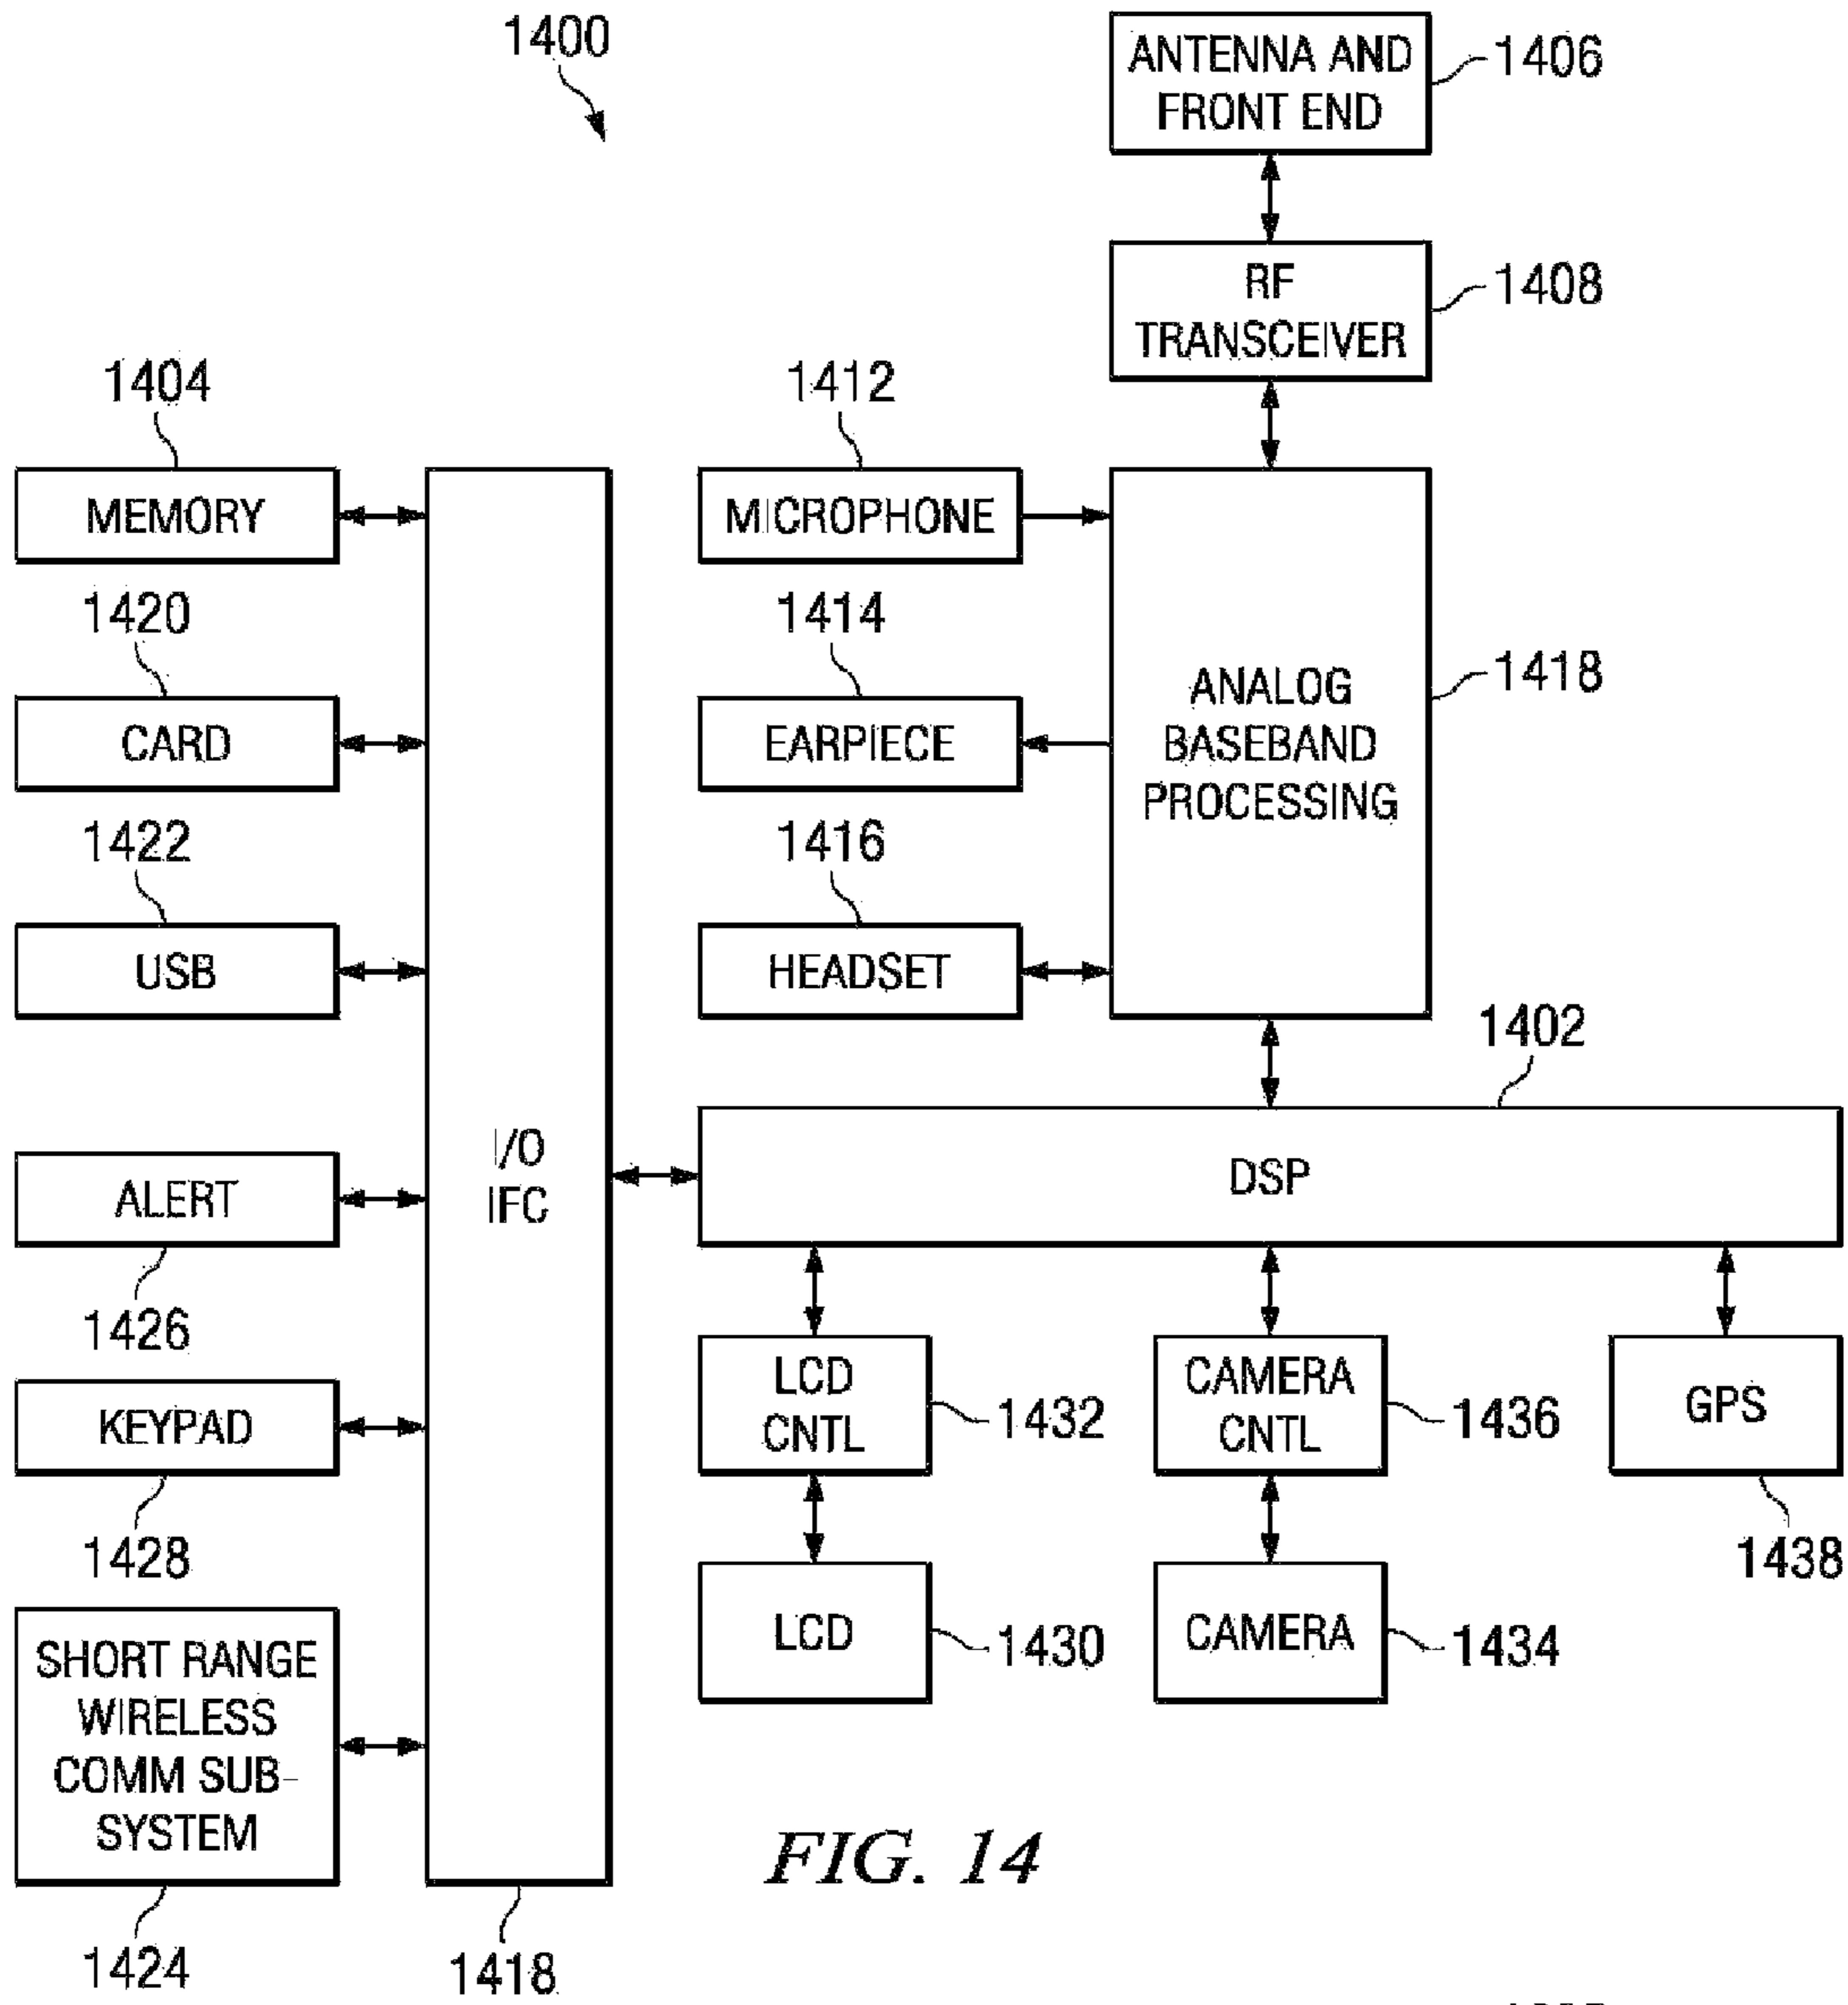 1400
ANTENNA AND
FRONT END
1406
RF
TRANSCEIVER
1408
1404
MEMORY
1412
MICROPHONE
1420
CARD
1414
EARPIECE
ANALOG
BASEBAND
PROCESSING
1418
1422
USB
1416
HEADSET
1402
I/O
IFC
DSP
ALERT
1426
KEYPAD
1428
LCD
CNTL
1432
CAMERA
CNTL
1436
GPS
1438
LCD
1430
CAMERA
1434
SHORT RANGE
WIRELESS
COMM SUB-
SYSTEM
1424
1418
FIG. 14